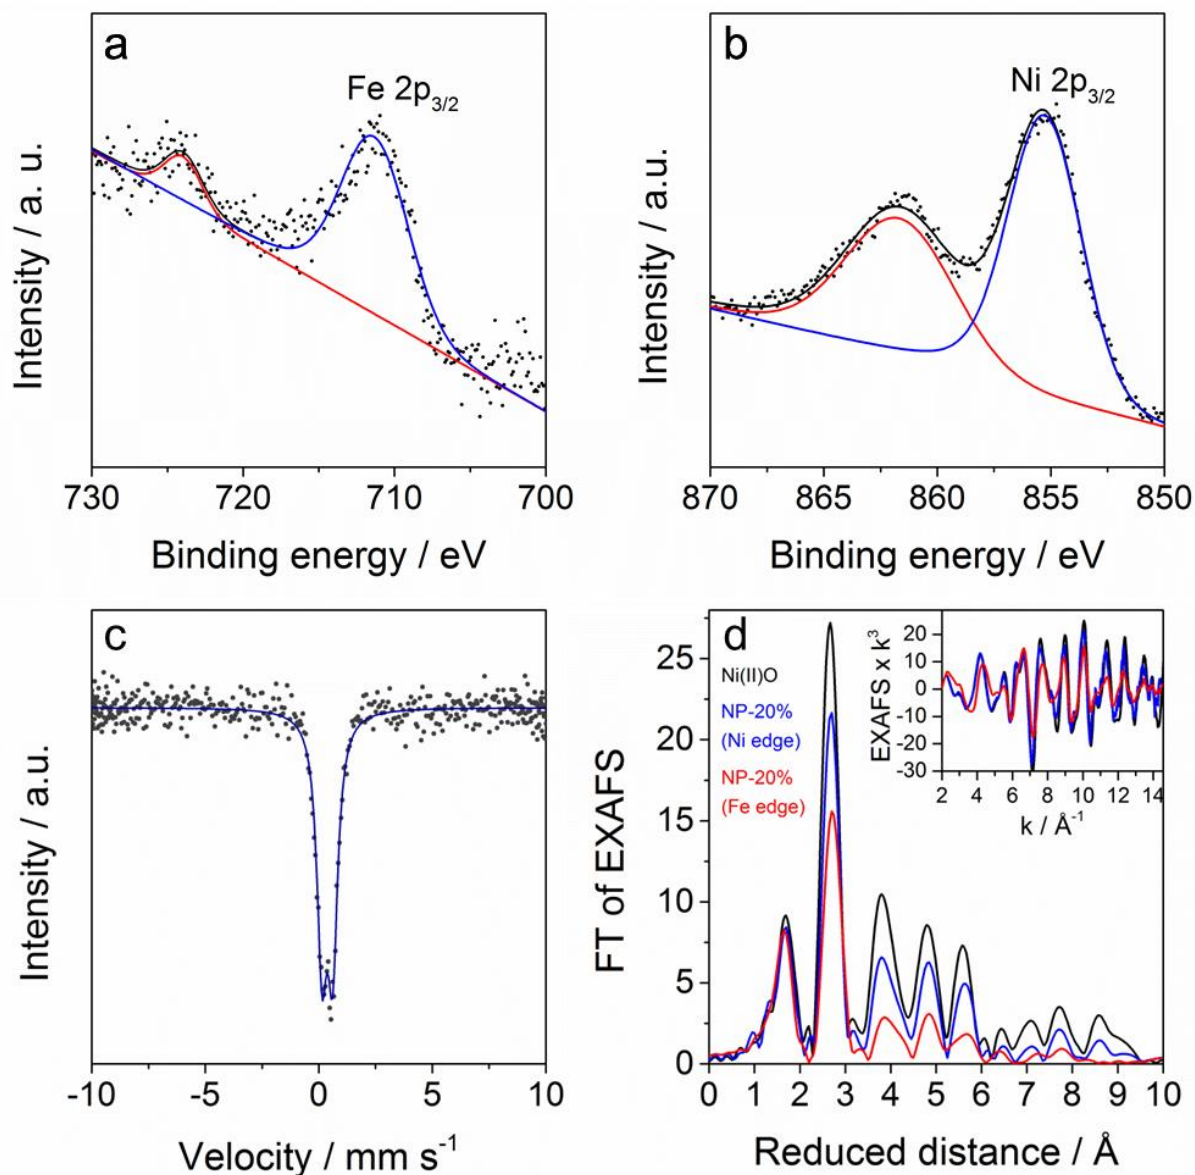 a
Fe 2p3/2
Intensity / a. u.
730 720 710 700
Binding energy / eV
b
Ni 2p3/2
Intensity / a.u.
870 865 860 855 850
Binding energy / eV
c
Intensity / a.u.
-10 -5 0 5 10
Velocity / mm s-1
d
Ni(II)O
NP-20%
(Ni edge)
NP-20%
(Fe edge)
FT of EXAFS
25
20
15
10
5
0
0 1 2 3 4 5 6 7 8 9 10
Reduced distance / Å
EXAFS x k3
20
10
0
-10
-20
-30
2 4 6 8 10 12 14
k / Å-1